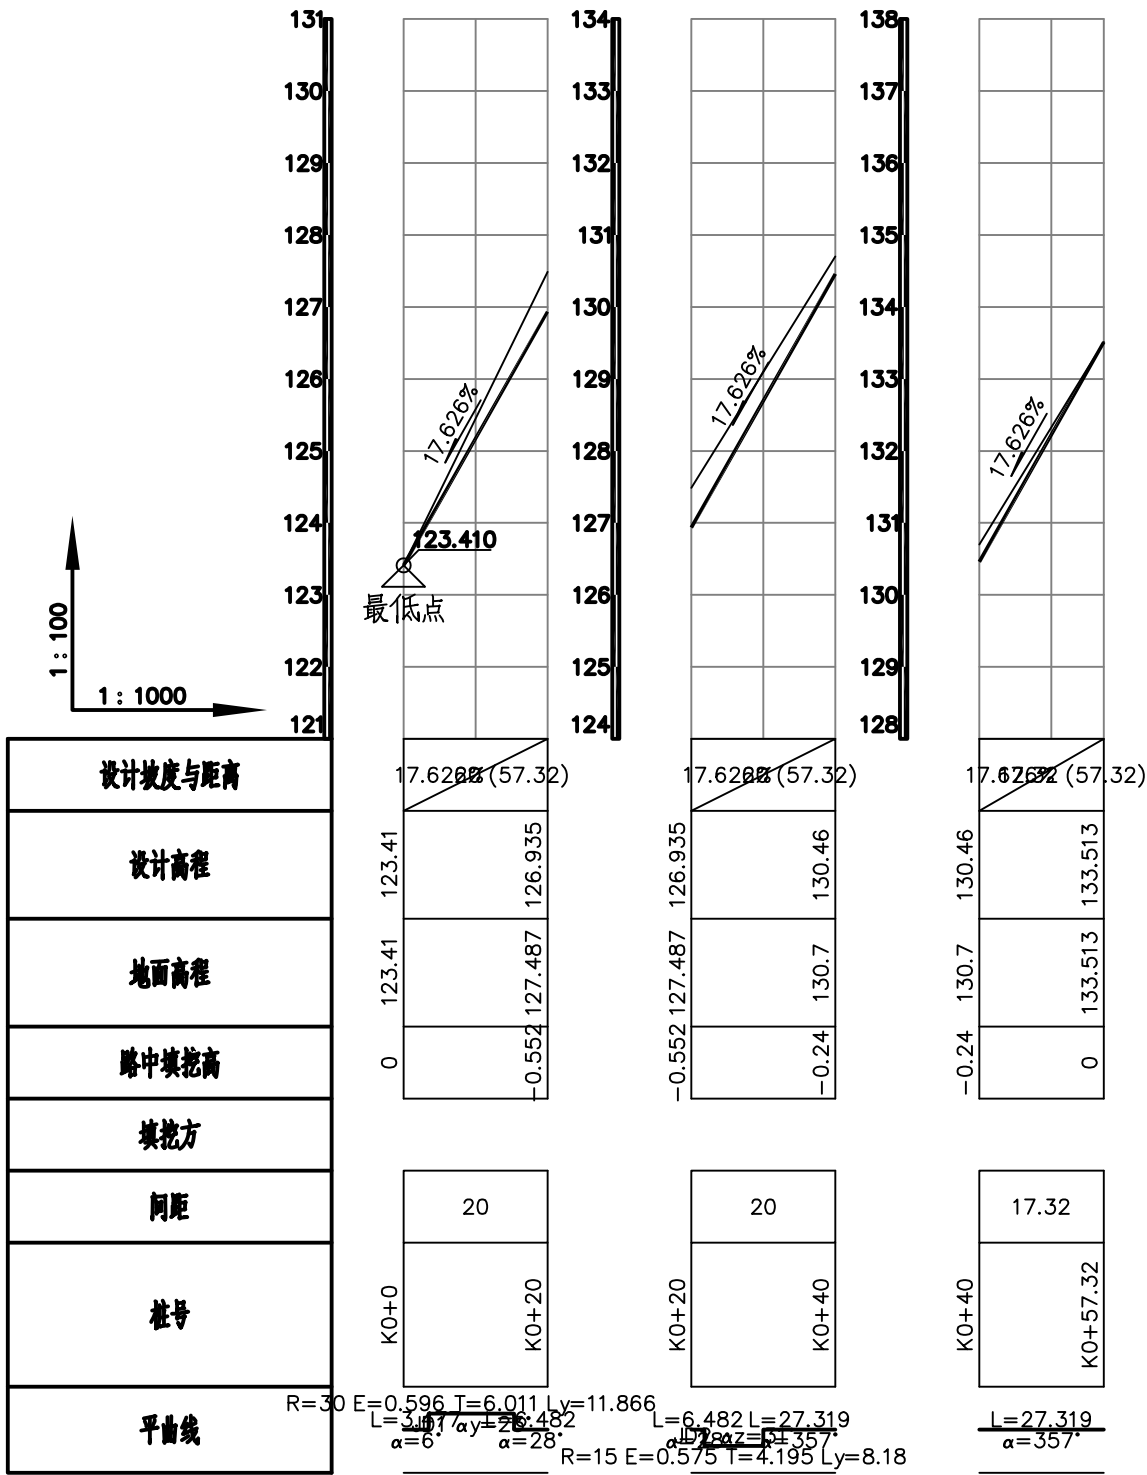 131 134 138
130 133 137
129 132 136
128 131 135
127 130 134
126 129 133
125 128 132
124 127 131
123 126 130
122 125 129
121 124 128
17.626% 17.626% 17.626%
123.410
最低点
1：100
1：1000
设计坡度与距离 (57.32) (57.32) (57.32)
设计高程 123.41 126.935 126.935 130.46 130.46 133.513
地面高程 123.41 127.487 127.487 130.7 130.7 133.513
路中填挖高 0 -0.552 -0.552 -0.24 -0.24 0
填挖方
间距 20 20 17.32
桩号 K0+0 K0+20 K0+20 K0+40 K0+40 K0+57.32
平曲线
R=30 E=0.596 T=6.011 Ly=11.866
L=6.482 L=27.319 L=27.319
α=6° α=28° α=357° α=357°
R=15 E=0.575 T=4.195 Ly=8.18